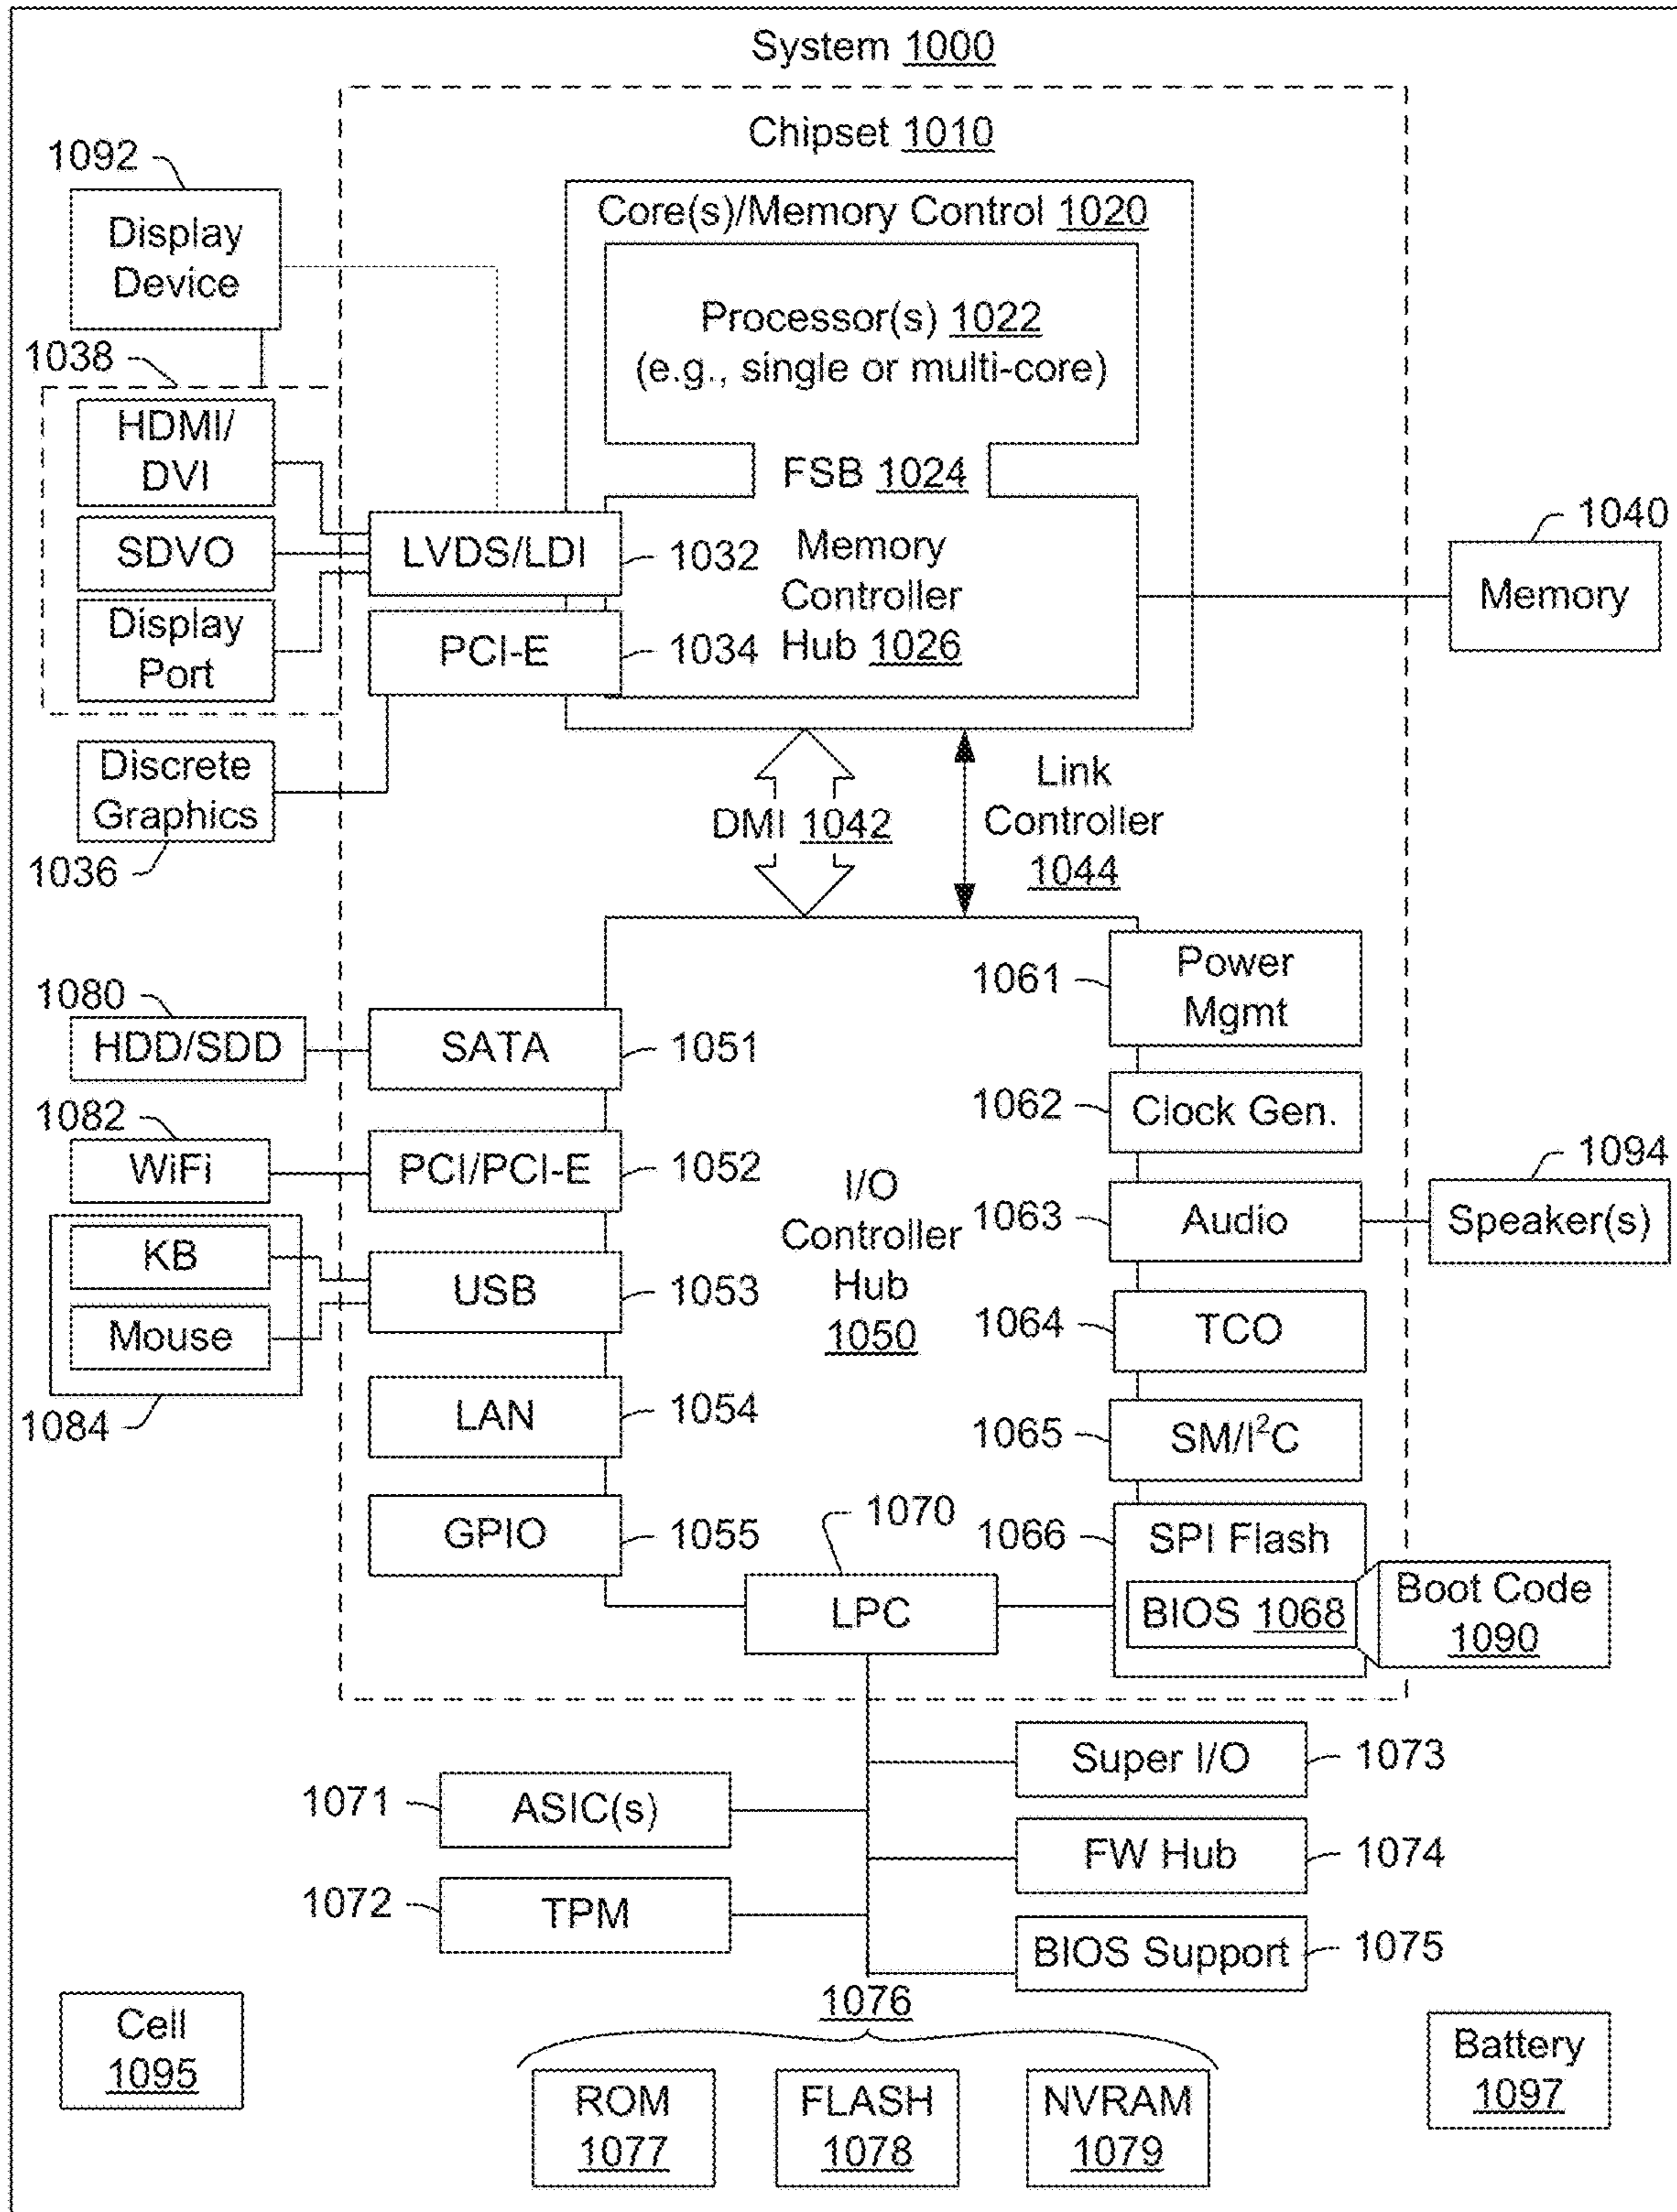 System 1000
Chipset 1010
1092
Display
Device
Core(s)/Memory Control 1020
Processor(s) 1022
(e.g., single or multi-core)
FSB 1024
1038
HDMI/
DVI
SDVO
Display
Port
LVDS/LDI
1032
PCI-E
1034
Memory
Controller
Hub 1026
1040
Memory
Discrete
Graphics
1036
DMI 1042
Link
Controller
1044
1080
HDD/SDD
SATA
1051
1082
WiFi
PCI/PCI-E
1052
KB
Mouse
1084
USB
1053
LAN
1054
GPIO
1055
I/O
Controller
Hub
1050
1061
Power
Mgmt
1062
Clock Gen.
1063
Audio
1094
Speaker(s)
1064
TCO
1065
SM/I²C
1066
SPI Flash
BIOS 1068
Boot Code
1090
1070
LPC
1071
ASIC(s)
1072
TPM
Super I/O
1073
FW Hub
1074
BIOS Support
1075
1076
Cell
1095
ROM
1077
FLASH
1078
NVRAM
1079
Battery
1097